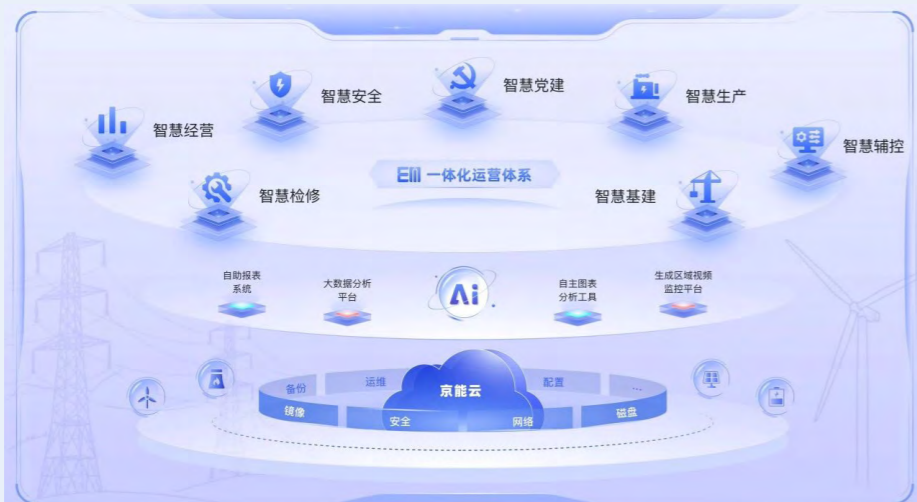 智慧党建
智慧安全
智慧生产
智慧经营
智慧辅控
EM 一体化运营体系
智慧检修
智慧基建
自助报表
系统
大数据分析
平台
Ai
自主图表
分析工具
生成区域视频
监控平台
京能云
备份
运维
配置
...
镜像
安全
网络
磁盘